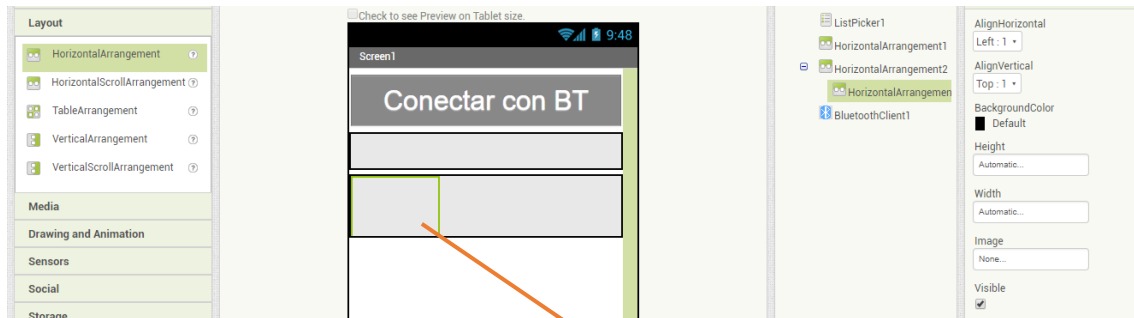 Layout
HorizontalArrangement
HorizontalScrollArrangement
TableArrangement
VerticalArrangement
VerticalScrollArrangement
Media
Drawing and Animation
Sensors
Social
Storage
Check to see Preview on Tablet size.
9:48
Screen1
Conectar con BT
ListPicker1
HorizontalArrangement1
HorizontalArrangement2
HorizontalArrangemen
BluetoothClient1
AlignHorizontal
Left : 1
AlignVertical
Top : 1
BackgroundColor
Default
Height
Automatic...
Width
Automatic...
Image
None...
Visible